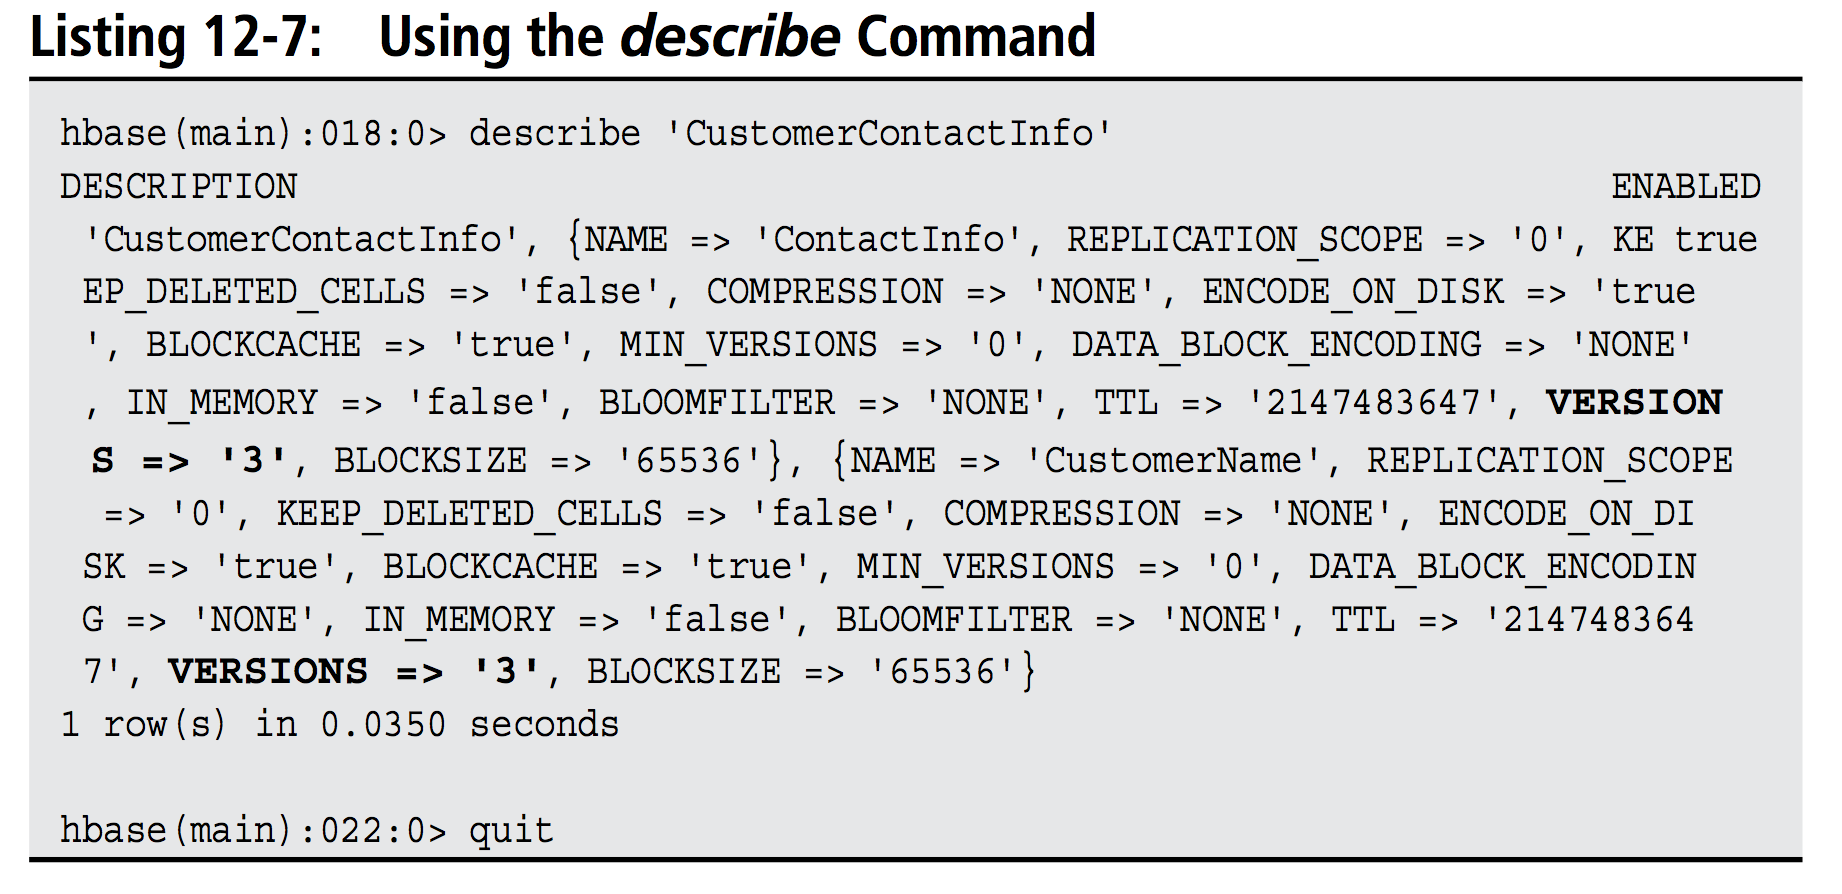 Listing 12-7: Using the describe Command
hbase(main):018:0> describe 'CustomerContactInfo'
DESCRIPTION ENABLED
'CustomerContactInfo', {NAME => 'ContactInfo', REPLICATION_SCOPE => '0', KE true
EP_DELETED_CELLS => 'false', COMPRESSION => 'NONE', ENCODE_ON_DISK => 'true
', BLOCKCACHE => 'true', MIN_VERSIONS => '0', DATA_BLOCK_ENCODING => 'NONE'
, IN_MEMORY => 'false', BLOOMFILTER => 'NONE', TTL => '2147483647', VERSION
S => '3', BLOCKSIZE => '65536'}, {NAME => 'CustomerName', REPLICATION_SCOPE
=> '0', KEEP_DELETED_CELLS => 'false', COMPRESSION => 'NONE', ENCODE_ON_DI
SK => 'true', BLOCKCACHE => 'true', MIN_VERSIONS => '0', DATA_BLOCK_ENCODIN
G => 'NONE', IN_MEMORY => 'false', BLOOMFILTER => 'NONE', TTL => '214748364
7', VERSIONS => '3', BLOCKSIZE => '65536'}
1 row(s) in 0.0350 seconds
hbase(main):022:0> quit